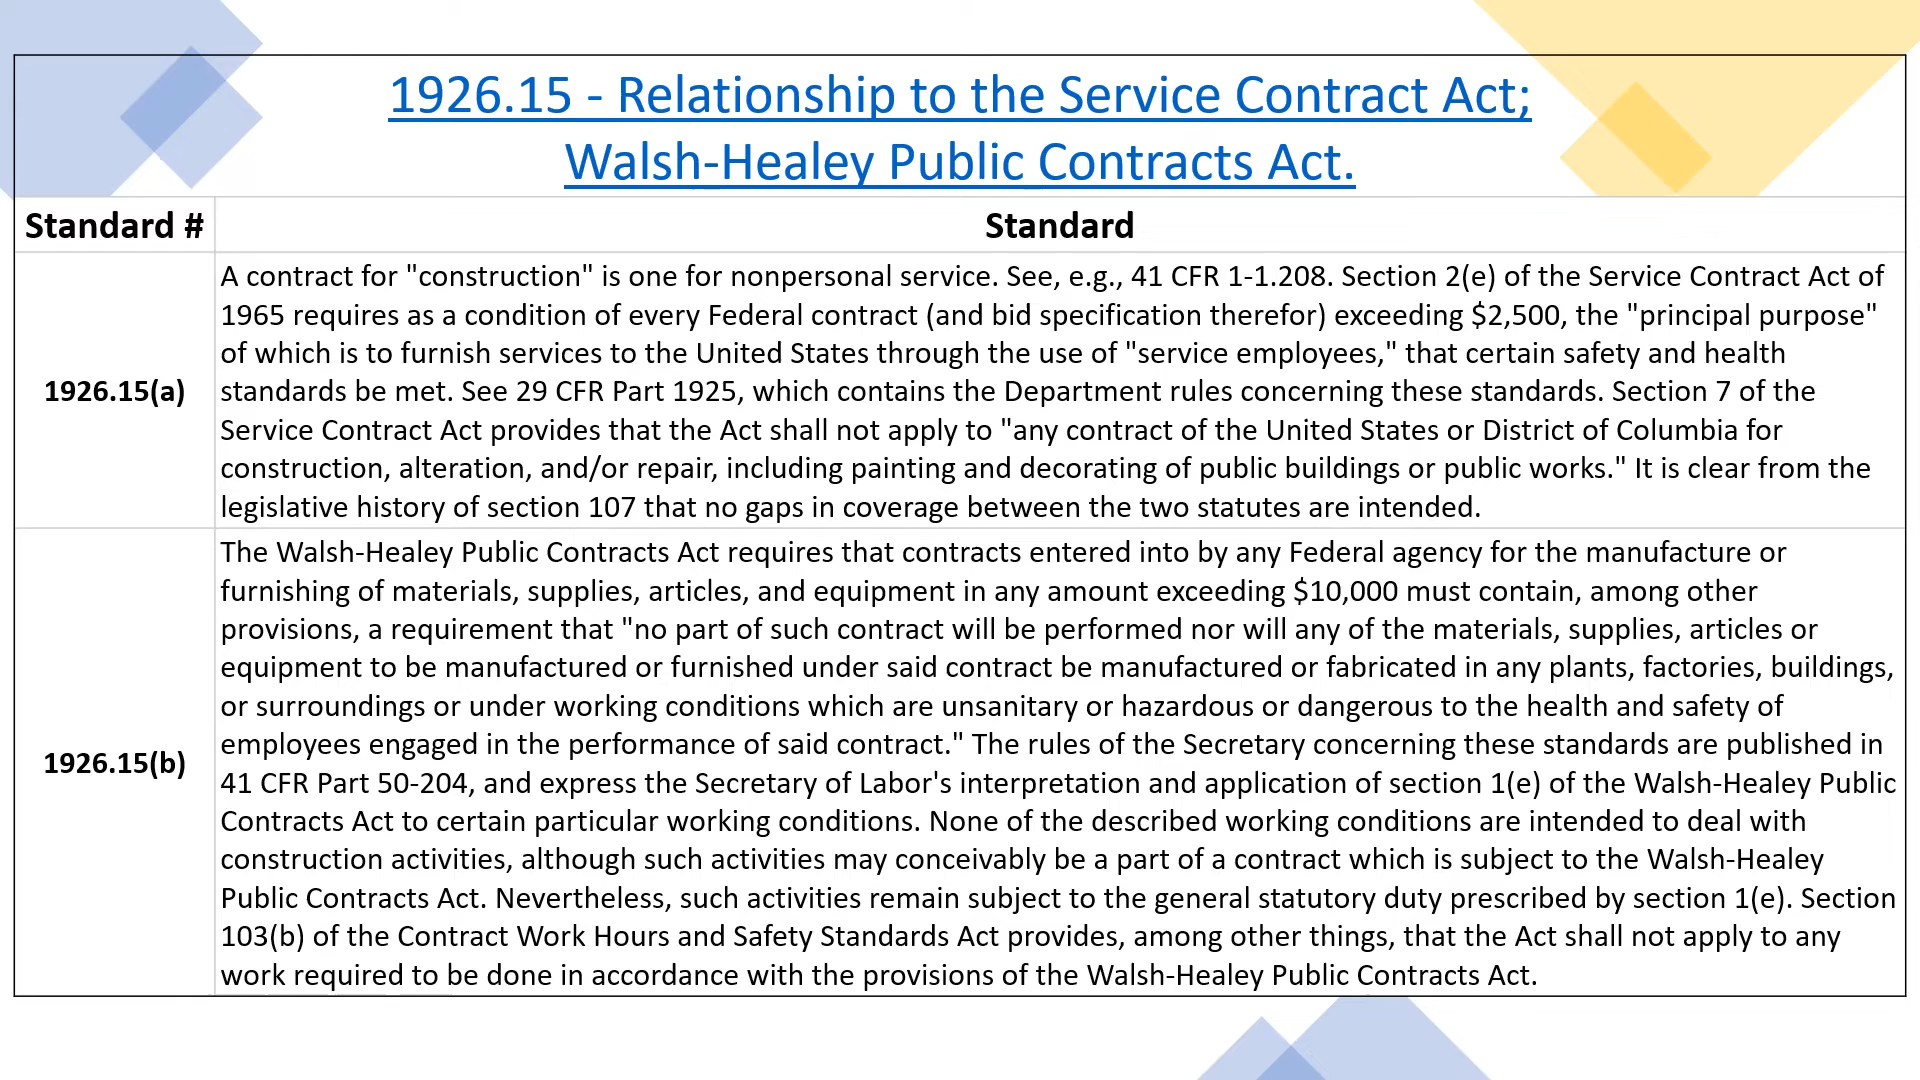 1926.15 - Relationship to the Service Contract Act;
Walsh-Healey Public Contracts Act.
Standard #
Standard
1926.15(a)
A contract for "construction" is one for nonpersonal service. See, e.g., 41 CFR 1-1.208. Section 2(e) of the Service Contract Act of
1965 requires as a condition of every Federal contract (and bid specification therefor) exceeding $2,500, the "principal purpose"
of which is to furnish services to the United States through the use of "service employees," that certain safety and health
standards be met. See 29 CFR Part 1925, which contains the Department rules concerning these standards. Section 7 of the
Service Contract Act provides that the Act shall not apply to "any contract of the United States or District of Columbia for
construction, alteration, and/or repair, including painting and decorating of public buildings or public works." It is clear from the
legislative history of section 107 that no gaps in coverage between the two statutes are intended.
1926.15(b)
The Walsh-Healey Public Contracts Act requires that contracts entered into by any Federal agency for the manufacture or
furnishing of materials, supplies, articles, and equipment in any amount exceeding $10,000 must contain, among other
provisions, a requirement that "no part of such contract will be performed nor will any of the materials, supplies, articles or
equipment to be manufactured or furnished under said contract be manufactured or fabricated in any plants, factories, buildings,
or surroundings or under working conditions which are unsanitary or hazardous or dangerous to the health and safety of
employees engaged in the performance of said contract." The rules of the Secretary concerning these standards are published in
41 CFR Part 50-204, and express the Secretary of Labor's interpretation and application of section 1(e) of the Walsh-Healey Public
Contracts Act to certain particular working conditions. None of the described working conditions are intended to deal with
construction activities, although such activities may conceivably be a part of a contract which is subject to the Walsh-Healey
Public Contracts Act. Nevertheless, such activities remain subject to the general statutory duty prescribed by section 1(e). Section
103(b) of the Contract Work Hours and Safety Standards Act provides, among other things, that the Act shall not apply to any
work required to be done in accordance with the provisions of the Walsh-Healey Public Contracts Act.